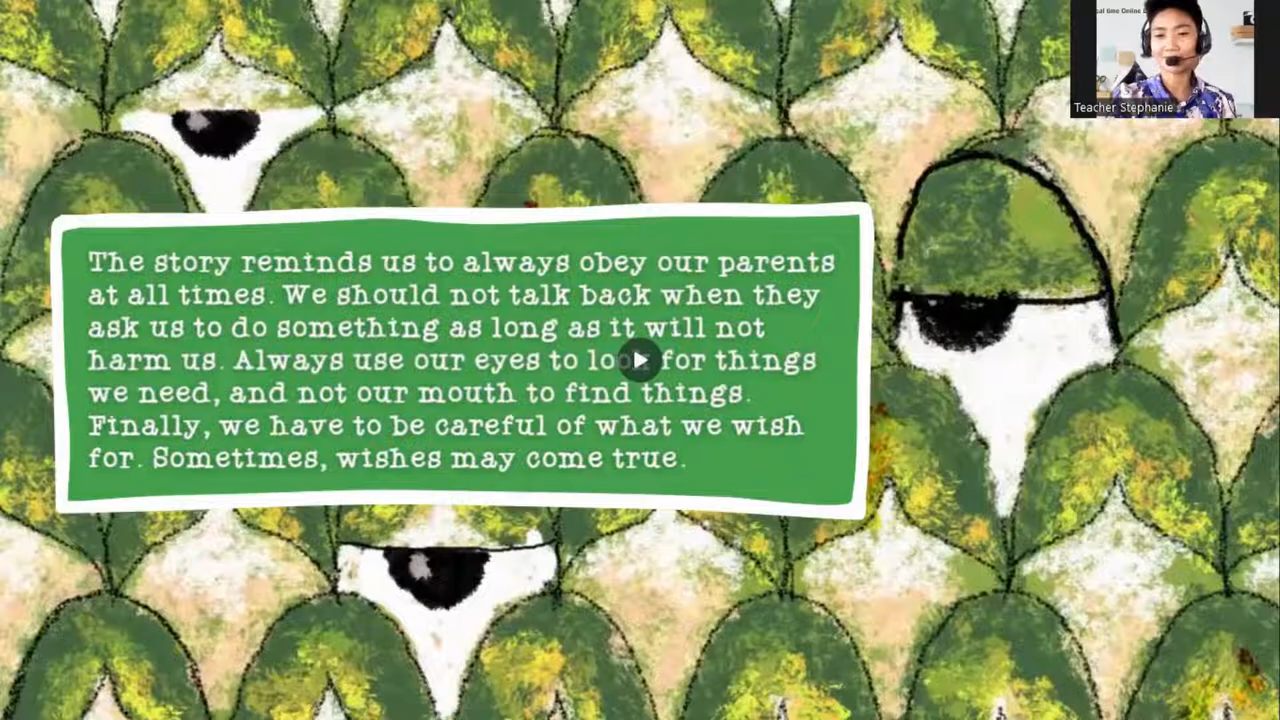 Teacher Stephanie
The story reminds us to always obey our parents
at all times. We should not talk back when they
ask us to do something as long as it will not
harm us. Always use our eyes to look for things
we need, and not our mouth to find things.
Finally, we have to be careful of what we wish
for. Sometimes, wishes may come true.